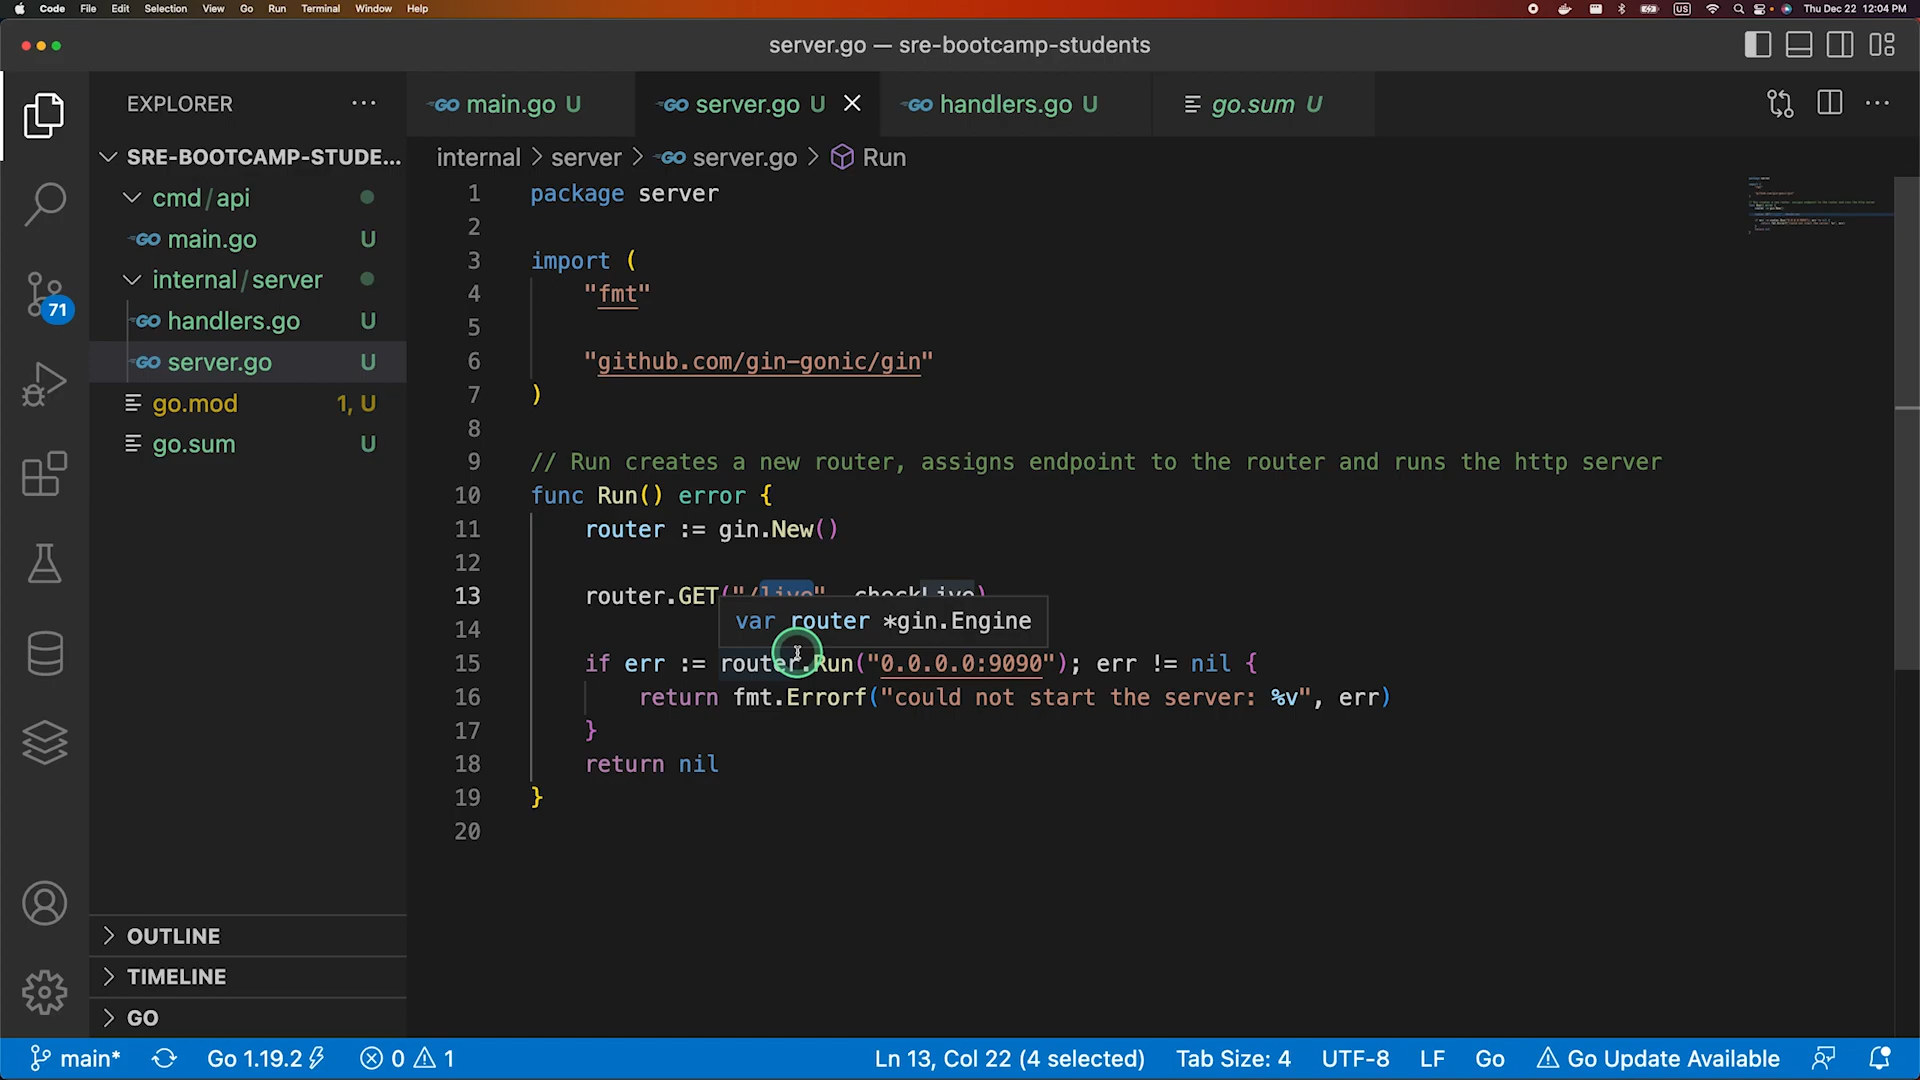 Code File Edit Selection View Go Run Terminal Window Help US Thu Dec 22 12:04 PM
server.go — sre-bootcamp-students
EXPLORER
main.go U
server.go U
handlers.go U
go.sum U
SRE-BOOTCAMP-STUDE...
internal > server > server.go > Run
cmd/api
main.go U
internal/server
handlers.go U
server.go U
go.mod 1, U
go.sum U
71
1 package server
2
3 import (
4 "fmt"
5
6 "github.com/gin-gonic/gin"
7 )
8
9 // Run creates a new router, assigns endpoint to the router and runs the http server
10 func Run() error {
11 router := gin.New()
12
13 router.GET("/live", checkLive)
var router *gin.Engine
14
15 if err := router.Run("0.0.0.0:9090"); err != nil {
16 return fmt.Errorf("could not start the server: %v", err)
17 }
18 return nil
19 }
20
OUTLINE
TIMELINE
GO
main* Go 1.19.2 0 1 Ln 13, Col 22 (4 selected) Tab Size: 4 UTF-8 LF Go Go Update Available